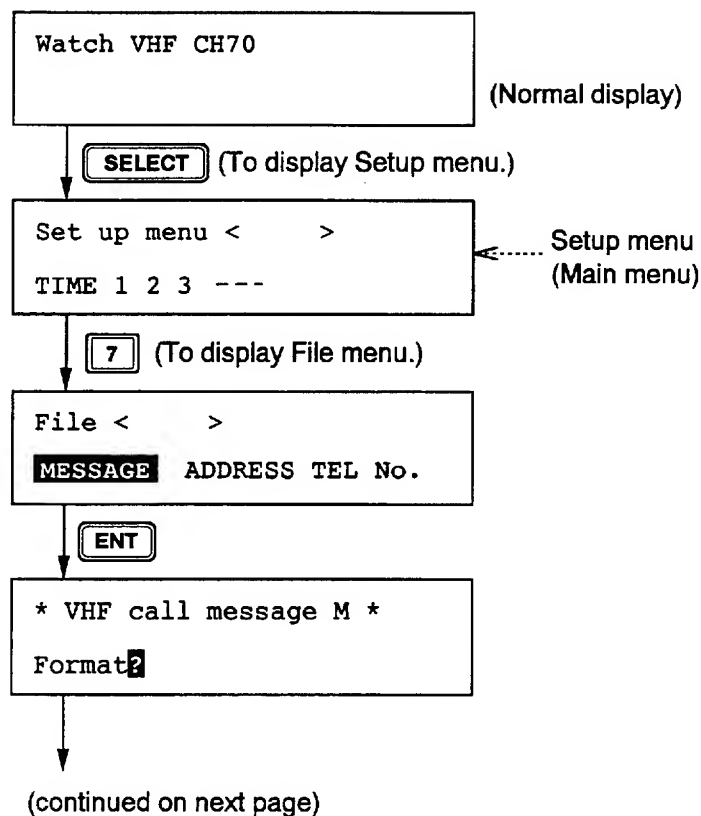 Watch VHF CH70
(Normal display)
SELECT (To display Setup menu.)
Set up menu <     >
Setup menu
(Main menu)
TIME 1 2 3 ---
7 (To display File menu.)
File <     >
MESSAGE ADDRESS TEL No.
ENT
* VHF call message M *
Format?
(continued on next page)